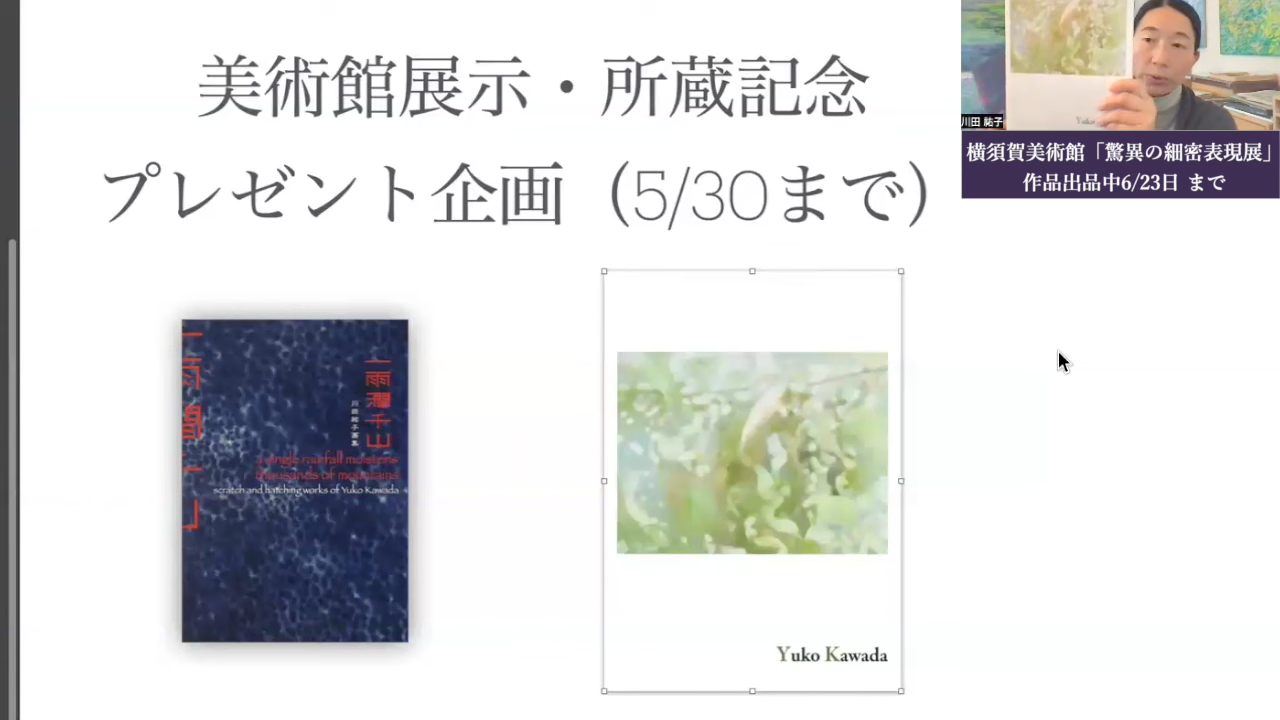 美術館展示・所蔵記念
プレゼント企画（5/30まで）
川田 祐子
横須賀美術館「驚異の細密表現展」
作品出品中6/23日 まで
一雨潤千山
川田祐子画集
a single rainfall moistens
thousands of mountains
scratch and hatching works of Yuko Kawada
Yuko Kawada